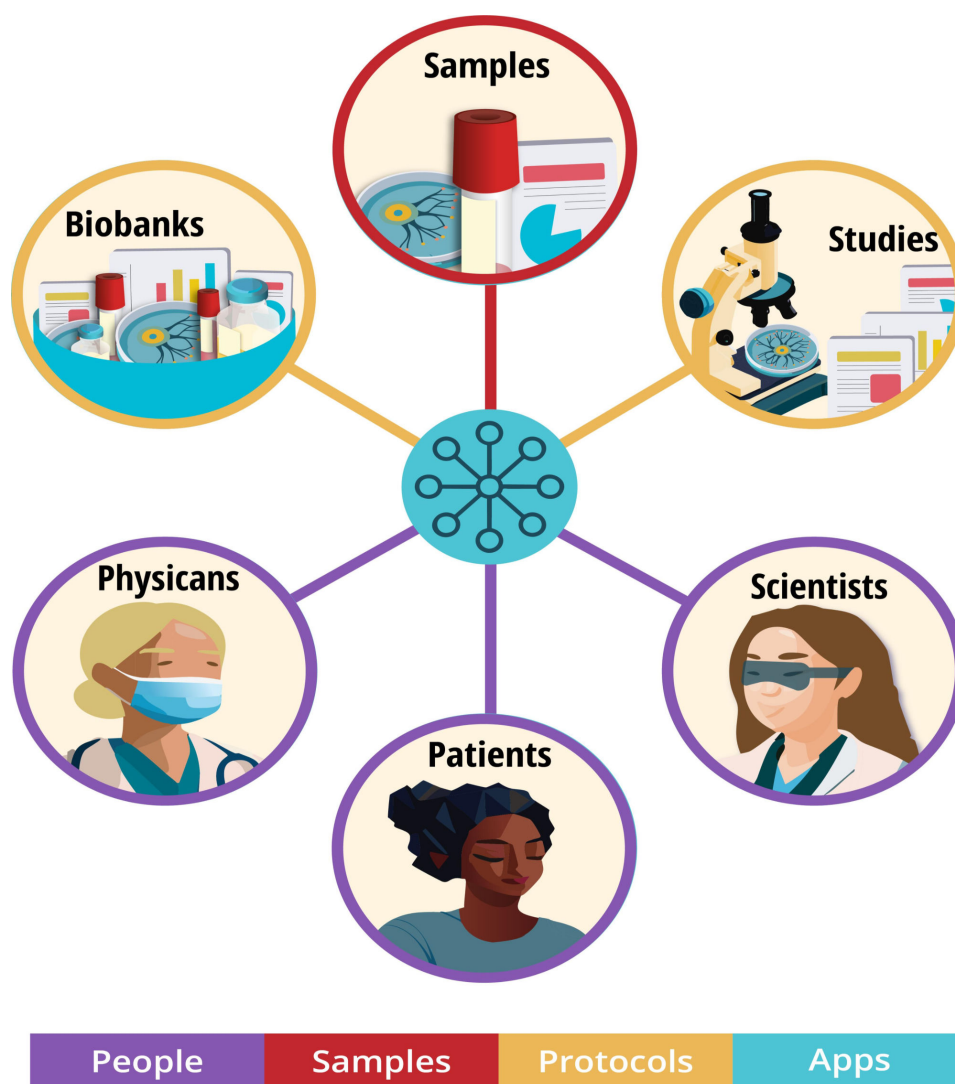 Samples
Biobanks
Studies
Physicans
Scientists
Patients
People Samples Protocols Apps